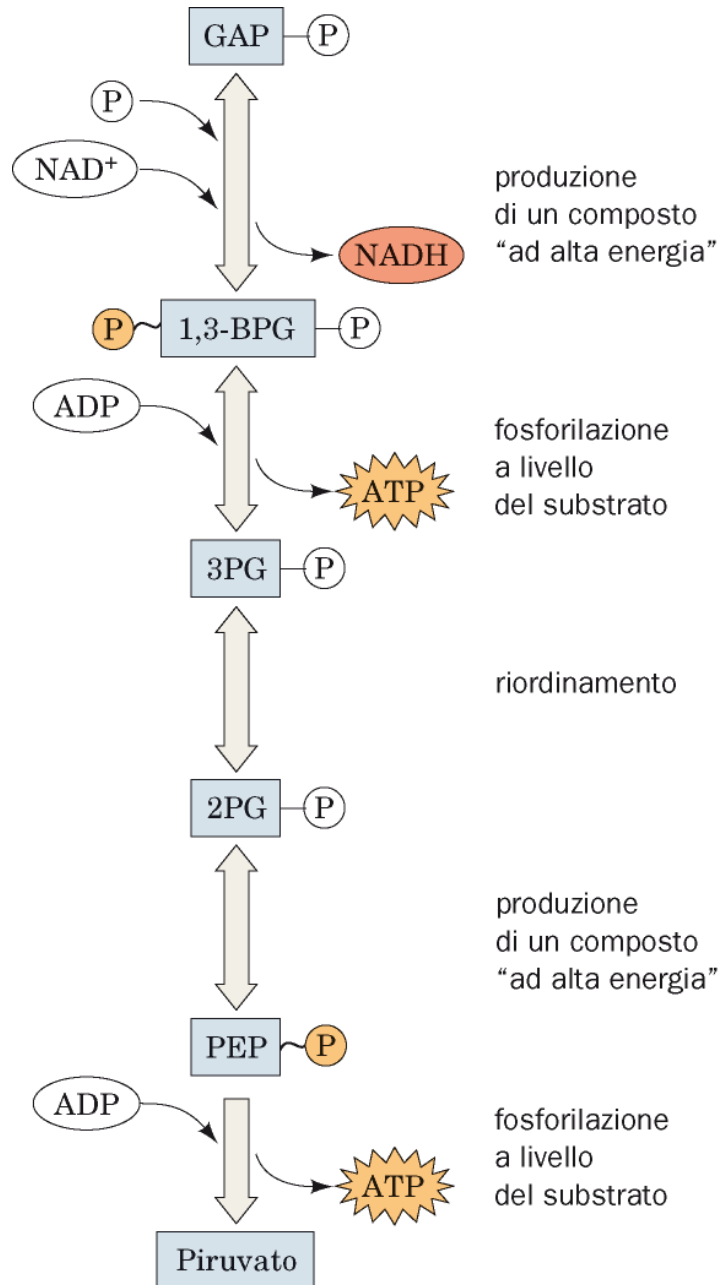 GAP P
P
NAD⁺
produzione
di un composto
“ad alta energia”
NADH
P 1,3-BPG P
ADP
fosforilazione
a livello
del substrato
ATP
3PG P
riordinamento
2PG P
produzione
di un composto
“ad alta energia”
PEP P
ADP
fosforilazione
a livello
del substrato
ATP
Piruvato